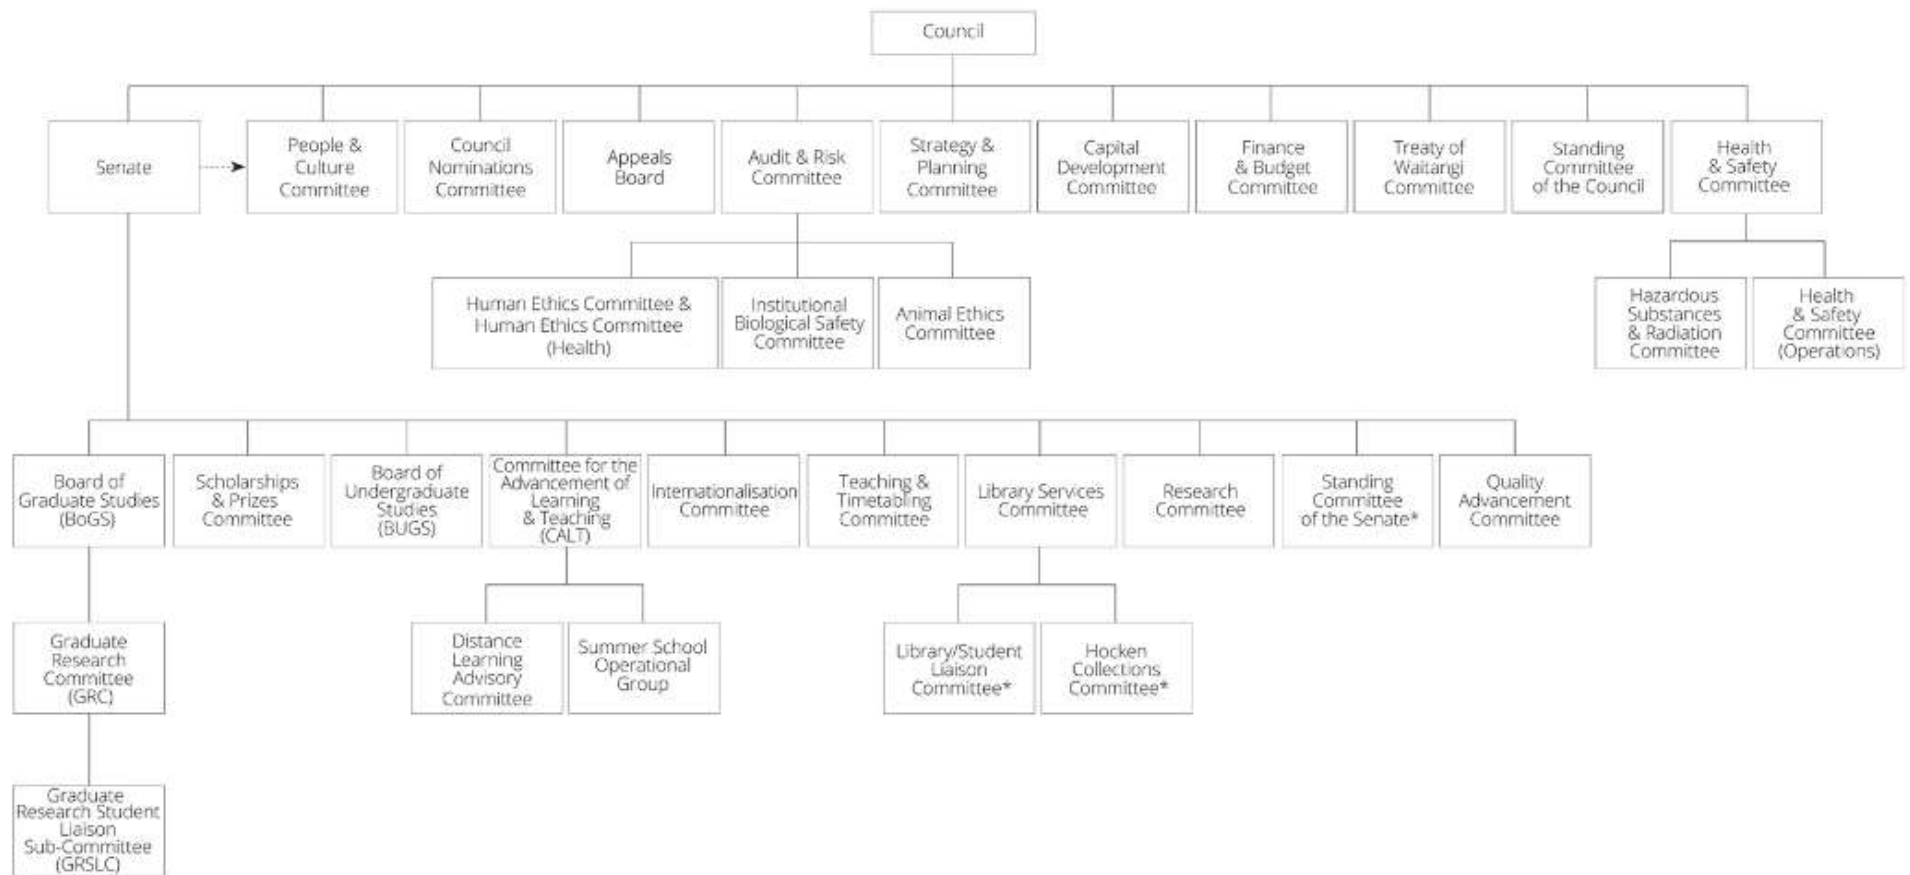 Council
Senate
People &
Culture
Committee
Council
Nominations
Committee
Appeals
Board
Audit & Risk
Committee
Strategy &
Planning
Committee
Capital
Development
Committee
Finance
& Budget
Committee
Treaty of
Waitangi
Committee
Standing
Committee
of the Council
Health
& Safety
Committee
Human Ethics Committee &
Human Ethics Committee
(Health)
Institutional
Biological Safety
Committee
Animal Ethics
Committee
Hazardous
Substances
& Radiation
Committee
Health
& Safety
Committee
(Operations)
Board of
Graduate Studies
(BoGS)
Scholarships
& Prizes
Committee
Board of
Undergraduate
Studies
(BUGS)
Committee for the
Advancement of
Learning
& Teaching
(CALT)
Internationalisation
Committee
Teaching &
Timetabling
Committee
Library Services
Committee
Research
Committee
Standing
Committee
of the Senate*
Quality
Advancement
Committee
Graduate
Research
Committee
(GRC)
Distance
Learning
Advisory
Committee
Summer School
Operational
Group
Library/Student
Liaison
Committee*
Hocken
Collections
Committee*
Graduate
Research Student
Liaison
Sub-Committee
(GRSLC)